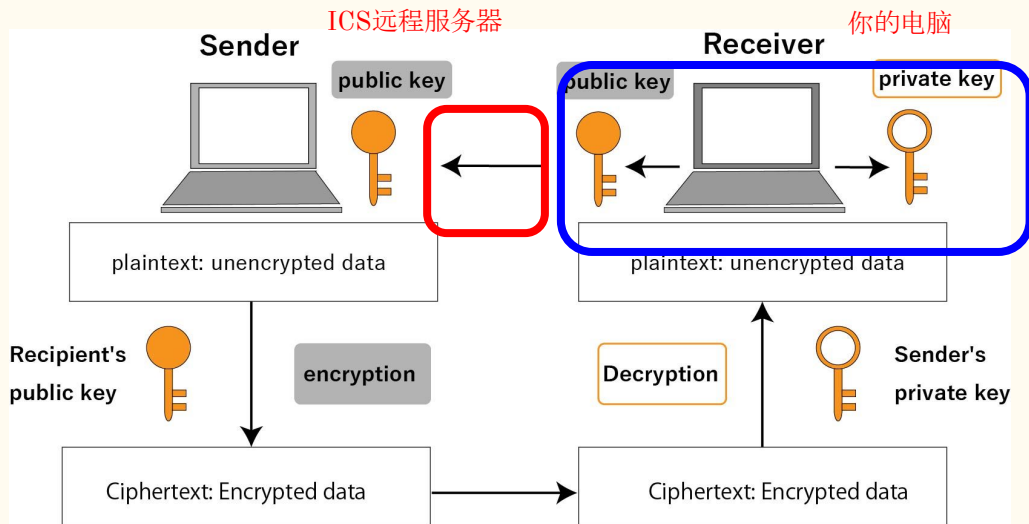 ICS远程服务器
你的电脑
Sender
Receiver
public key
public key
private key
plaintext: unencrypted data
plaintext: unencrypted data
Recipient's
public key
encryption
Decryption
Sender's
private key
Ciphertext: Encrypted data
Ciphertext: Encrypted data